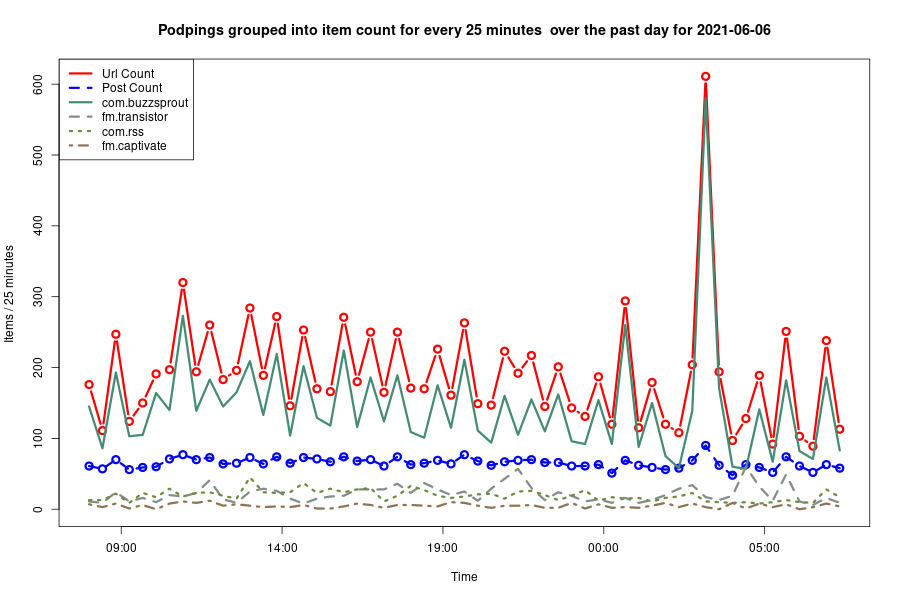 Podpings grouped into item count for every 25 minutes  over the past day for 2021-06-06
Url Count
Post Count
com.buzzsprout
fm.transistor
com.rss
fm.captivate
Items / 25 minutes
600
500
400
300
200
100
0
09:00 14:00 19:00 00:00 05:00
Time